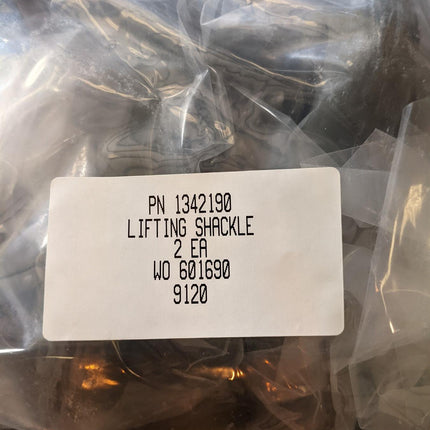 PN 1342190
LIFTING SHACKLE
2 EA
WO 601690
9120